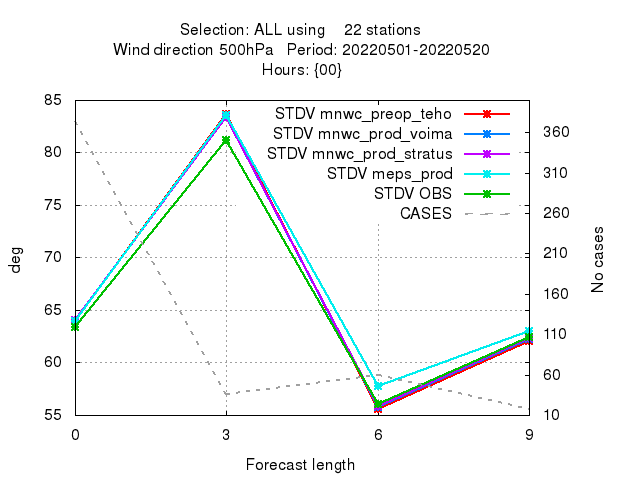 Selection: ALL using 22 stations
Wind direction 500hPa Period: 20220501-20220520
Hours: {00}
STDV mnwc_preop_teho
STDV mnwc_prod_voima
STDV mnwc_prod_stratus
STDV meps_prod
STDV OBS
CASES
85
80
75
70
65
60
55
deg
360
310
260
210
160
110
60
10
No cases
0 3 6 9
Forecast length